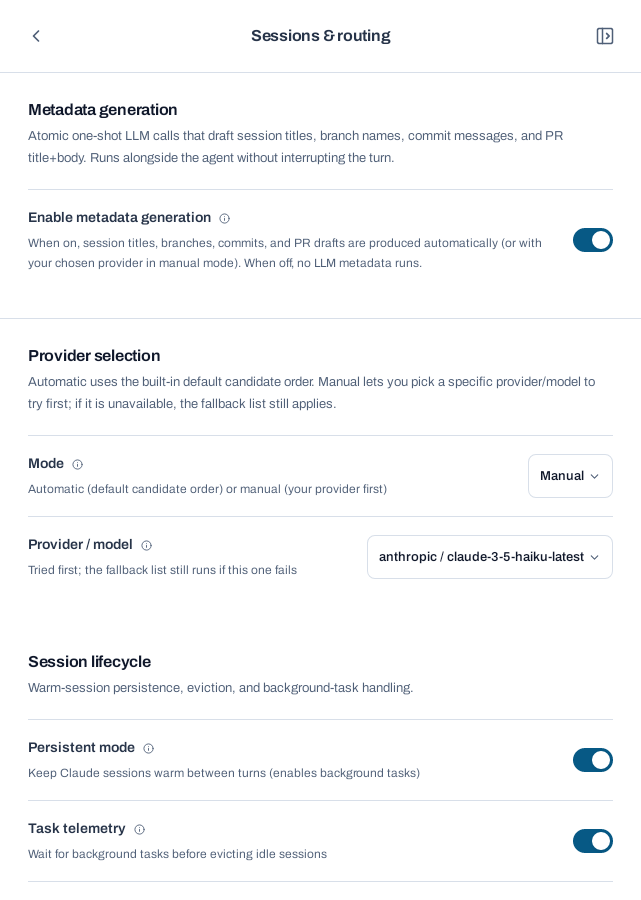 Sessions & routing
Metadata generation
Atomic one-shot LLM calls that draft session titles, branch names, commit messages, and PR
title+body. Runs alongside the agent without interrupting the turn.
Enable metadata generation
When on, session titles, branches, commits, and PR drafts are produced automatically (or with
your chosen provider in manual mode). When off, no LLM metadata runs.
Provider selection
Automatic uses the built-in default candidate order. Manual lets you pick a specific provider/model to
try first; if it is unavailable, the fallback list still applies.
Mode
Automatic (default candidate order) or manual (your provider first)
Manual
Provider / model
Tried first; the fallback list still runs if this one fails
anthropic / claude-3-5-haiku-latest
Session lifecycle
Warm-session persistence, eviction, and background-task handling.
Persistent mode
Keep Claude sessions warm between turns (enables background tasks)
Task telemetry
Wait for background tasks before evicting idle sessions